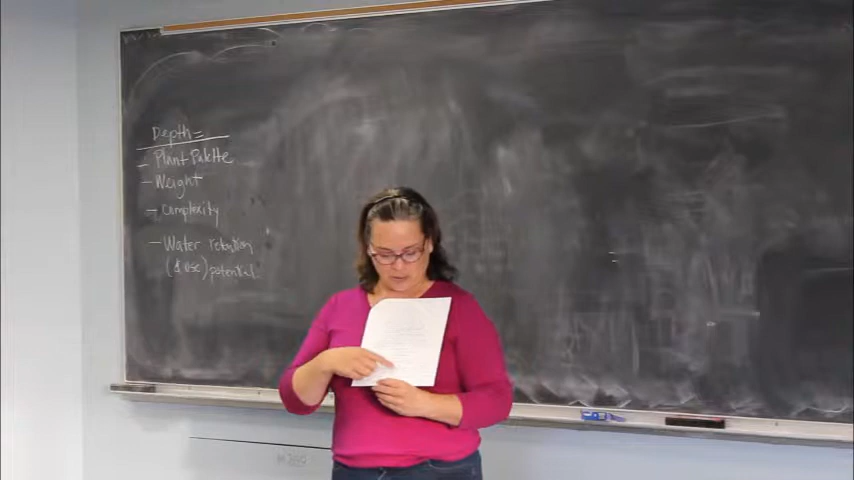 Depth =
- Plant Palette
- Weight
- Complexity
- Water Retention
(& use) potential